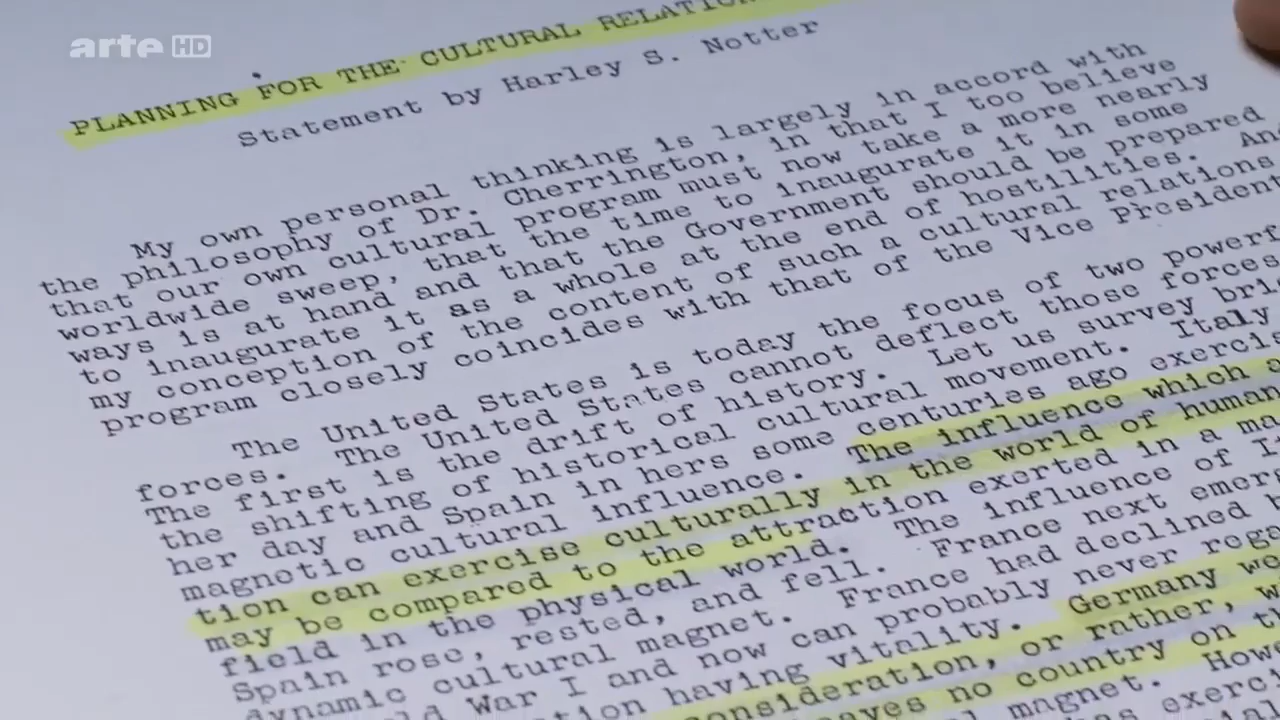 arte HD
PLANNING FOR THE CULTURAL RELATION
Statement by Harley S. Notter
My own personal thinking is largely in accord with
the philosophy of Dr. Cherrington, in that I too believe
that our own cultural program must now take a more nearly
worldwide sweep, that the time to inaugurate it in some
ways is at hand and that the Government should be prepared
to inaugurate it as a whole at the end of hostilities. And
my conception of the content of such a cultural relations
program closely coincides with that of the Vice President
The United States is today the focus of two powerf
forces. The United States cannot deflect those forces
The first is the drift of history. Let us survey bri
the shifting of historical cultural movement. Italy
her day and Spain in hers some centuries ago exercis
magnetic cultural influence. The influence which a
tion can exercise culturally in the world of human
may be compared to the attraction exerted in a ma
field in the physical world. The influence of It
Spain rose, rested, and fell. France next emer
dynamic cultural magnet. France had declined b
ld War I and now can probably never rega
tion having vitality. Germany we
onsideration, or rather, w
eaves no country on th
magnet. Howe
exerci